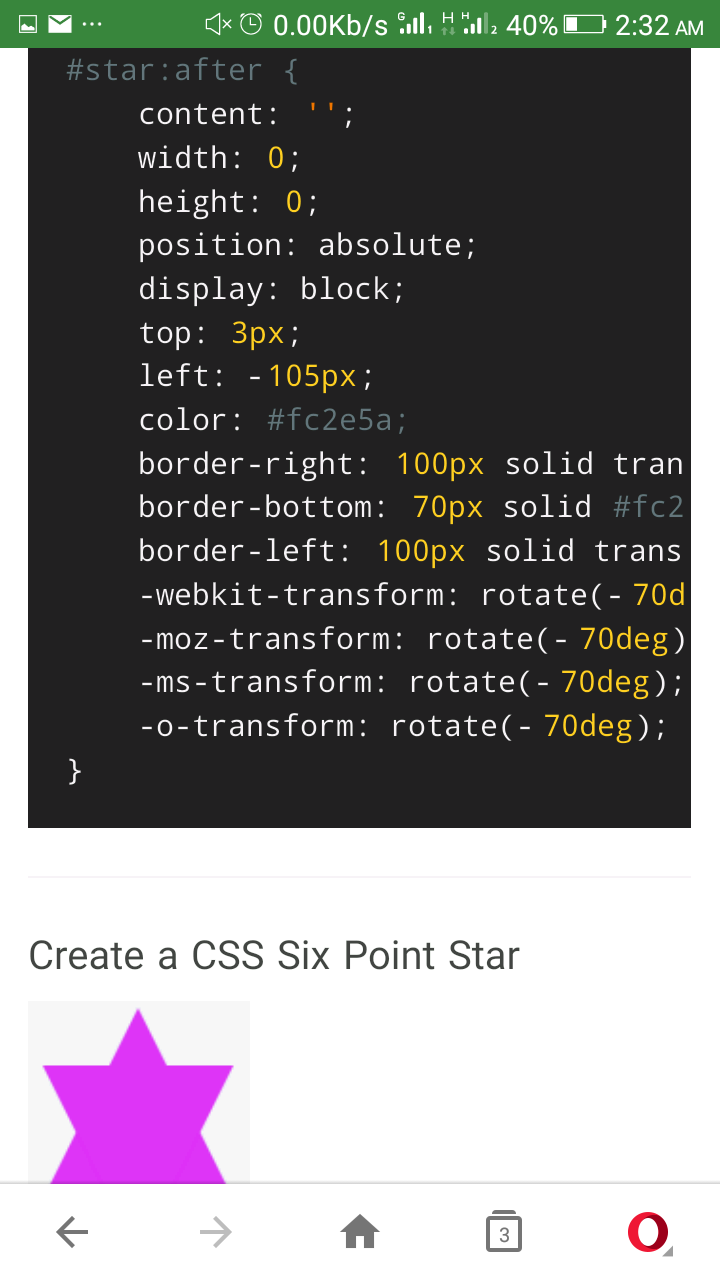 0.00Kb/s G 1 H H 2 40% 2:32 AM
#star:after {
content: '';
width: 0;
height: 0;
position: absolute;
display: block;
top: 3px;
left: -105px;
color: #fc2e5a;
border-right: 100px solid tran
border-bottom: 70px solid #fc2
border-left: 100px solid trans
-webkit-transform: rotate(-70d
-moz-transform: rotate(-70deg)
-ms-transform: rotate(-70deg);
-o-transform: rotate(-70deg);
}
Create a CSS Six Point Star
3